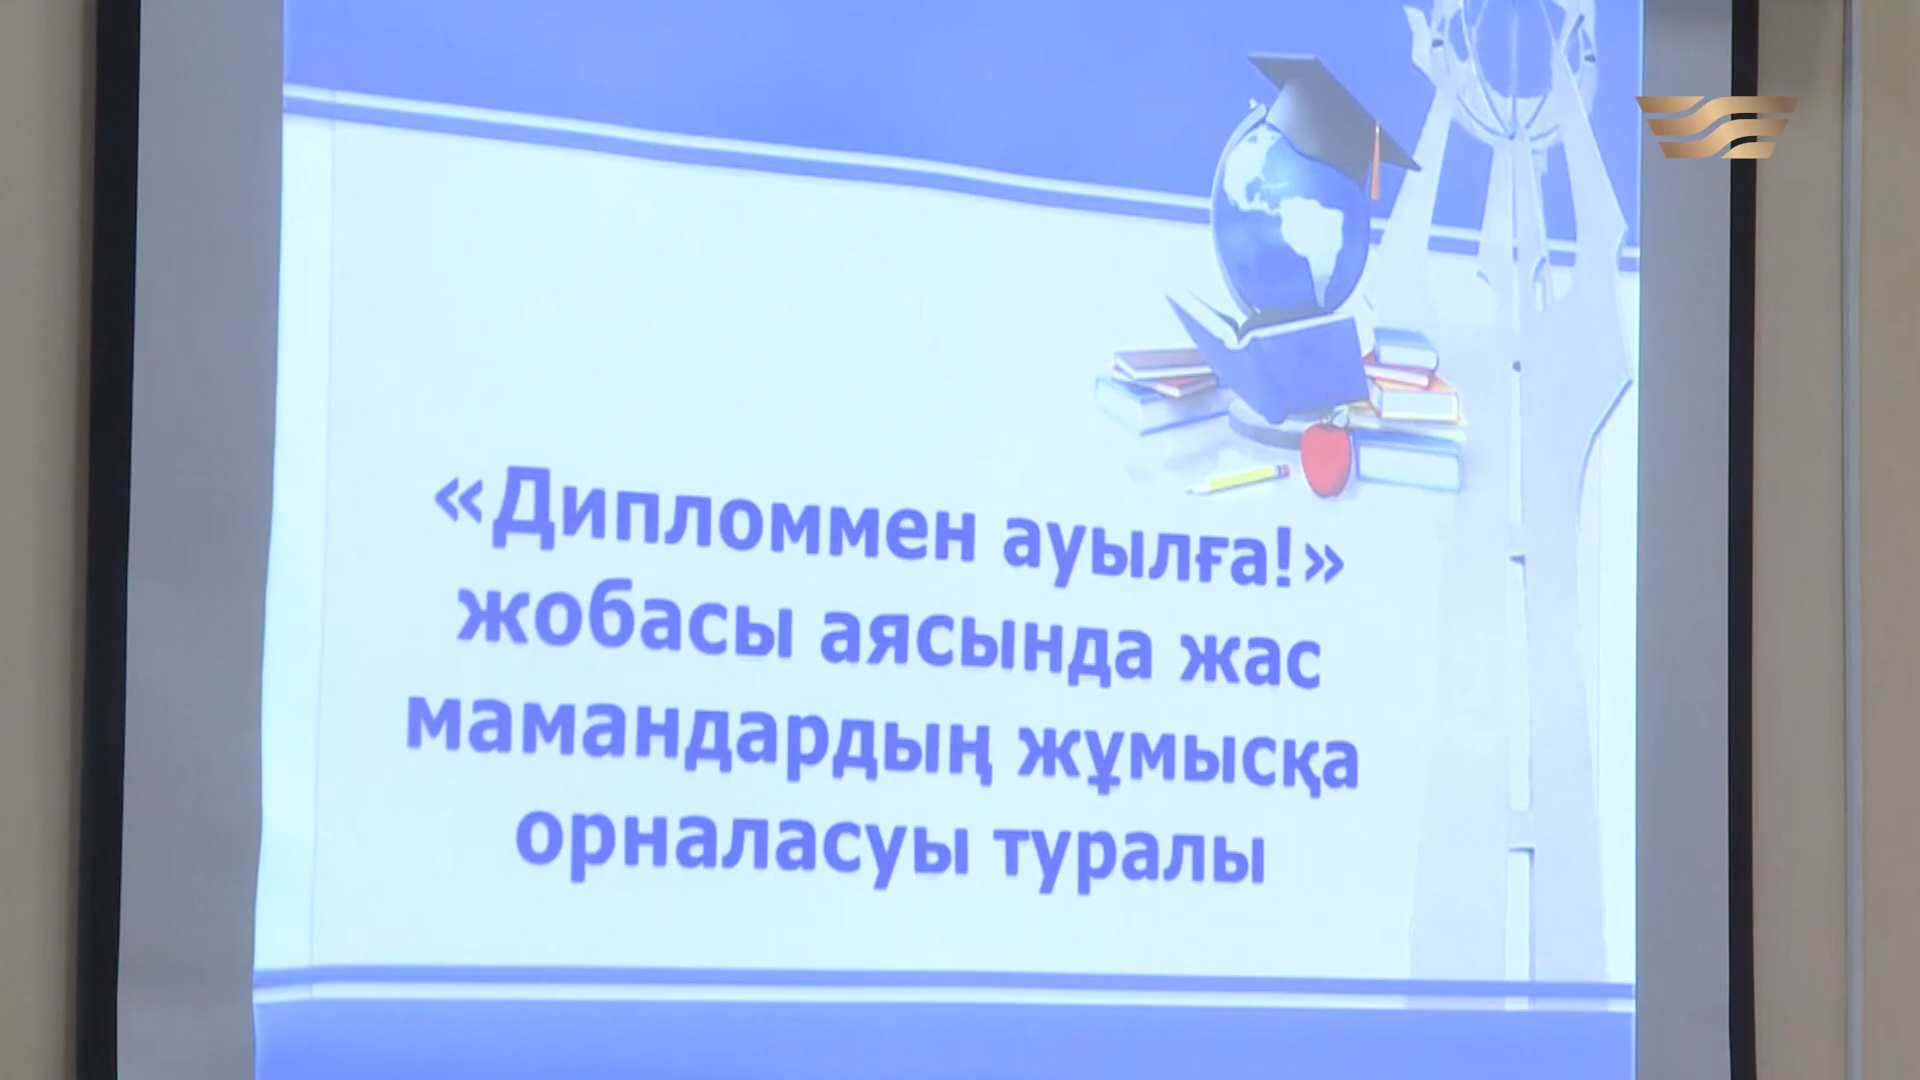 «Дипломмен ауылға!»
жобасы аясында жас
мамандардың жұмысқа
орналасуы туралы